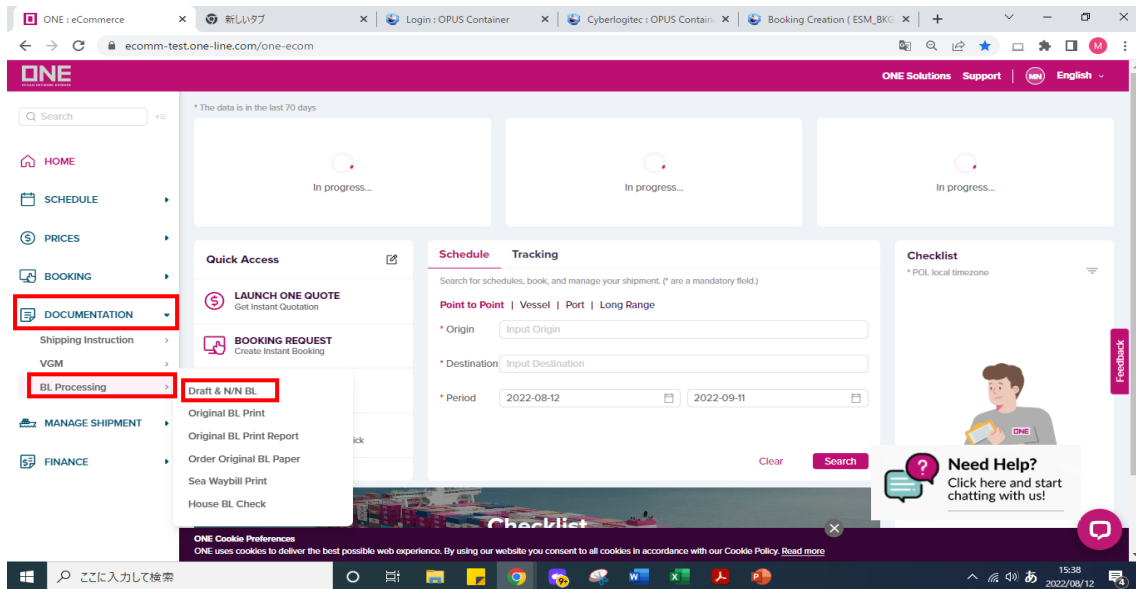 ONE : eCommerce
新しいタブ
Login : OPUS Container
Cyberlogitec : OPUS Contain
Booking Creation ( ESM_BKG
ecomm-test.one-line.com/one-ecom
M
ONE
OCEAN NETWORK EXPRESS
ONE Solutions Support MN English
Search
* The data is in the last 70 days
HOME
SCHEDULE
PRICES
BOOKING
DOCUMENTATION
Shipping Instruction
VGM
BL Processing
MANAGE SHIPMENT
FINANCE
In progress...
In progress...
In progress...
Quick Access
LAUNCH ONE QUOTE
Get Instant Quotation
BOOKING REQUEST
Create Instant Booking
Draft & N/N BL
Original BL Print
Original BL Print Report
ick
Order Original BL Paper
Sea Waybill Print
House BL Check
Schedule Tracking
Search for schedules, book, and manage your shipment. (* are a mandatory field.)
Point to Point | Vessel | Port | Long Range
* Origin Input Origin
* Destination Input Destination
* Period 2022-08-12 2022-09-11
Clear Search
Checklist
* POL local timezone
Feedback
ONE
Need Help?
Click here and start
chatting with us!
Checklist
ONE Cookie Preferences
ONE uses cookies to deliver the best possible web experience. By using our website you consent to all cookies in accordance with our Cookie Policy. Read more
ここに入力して検索
9+
あ
15:38
2022/08/12
4